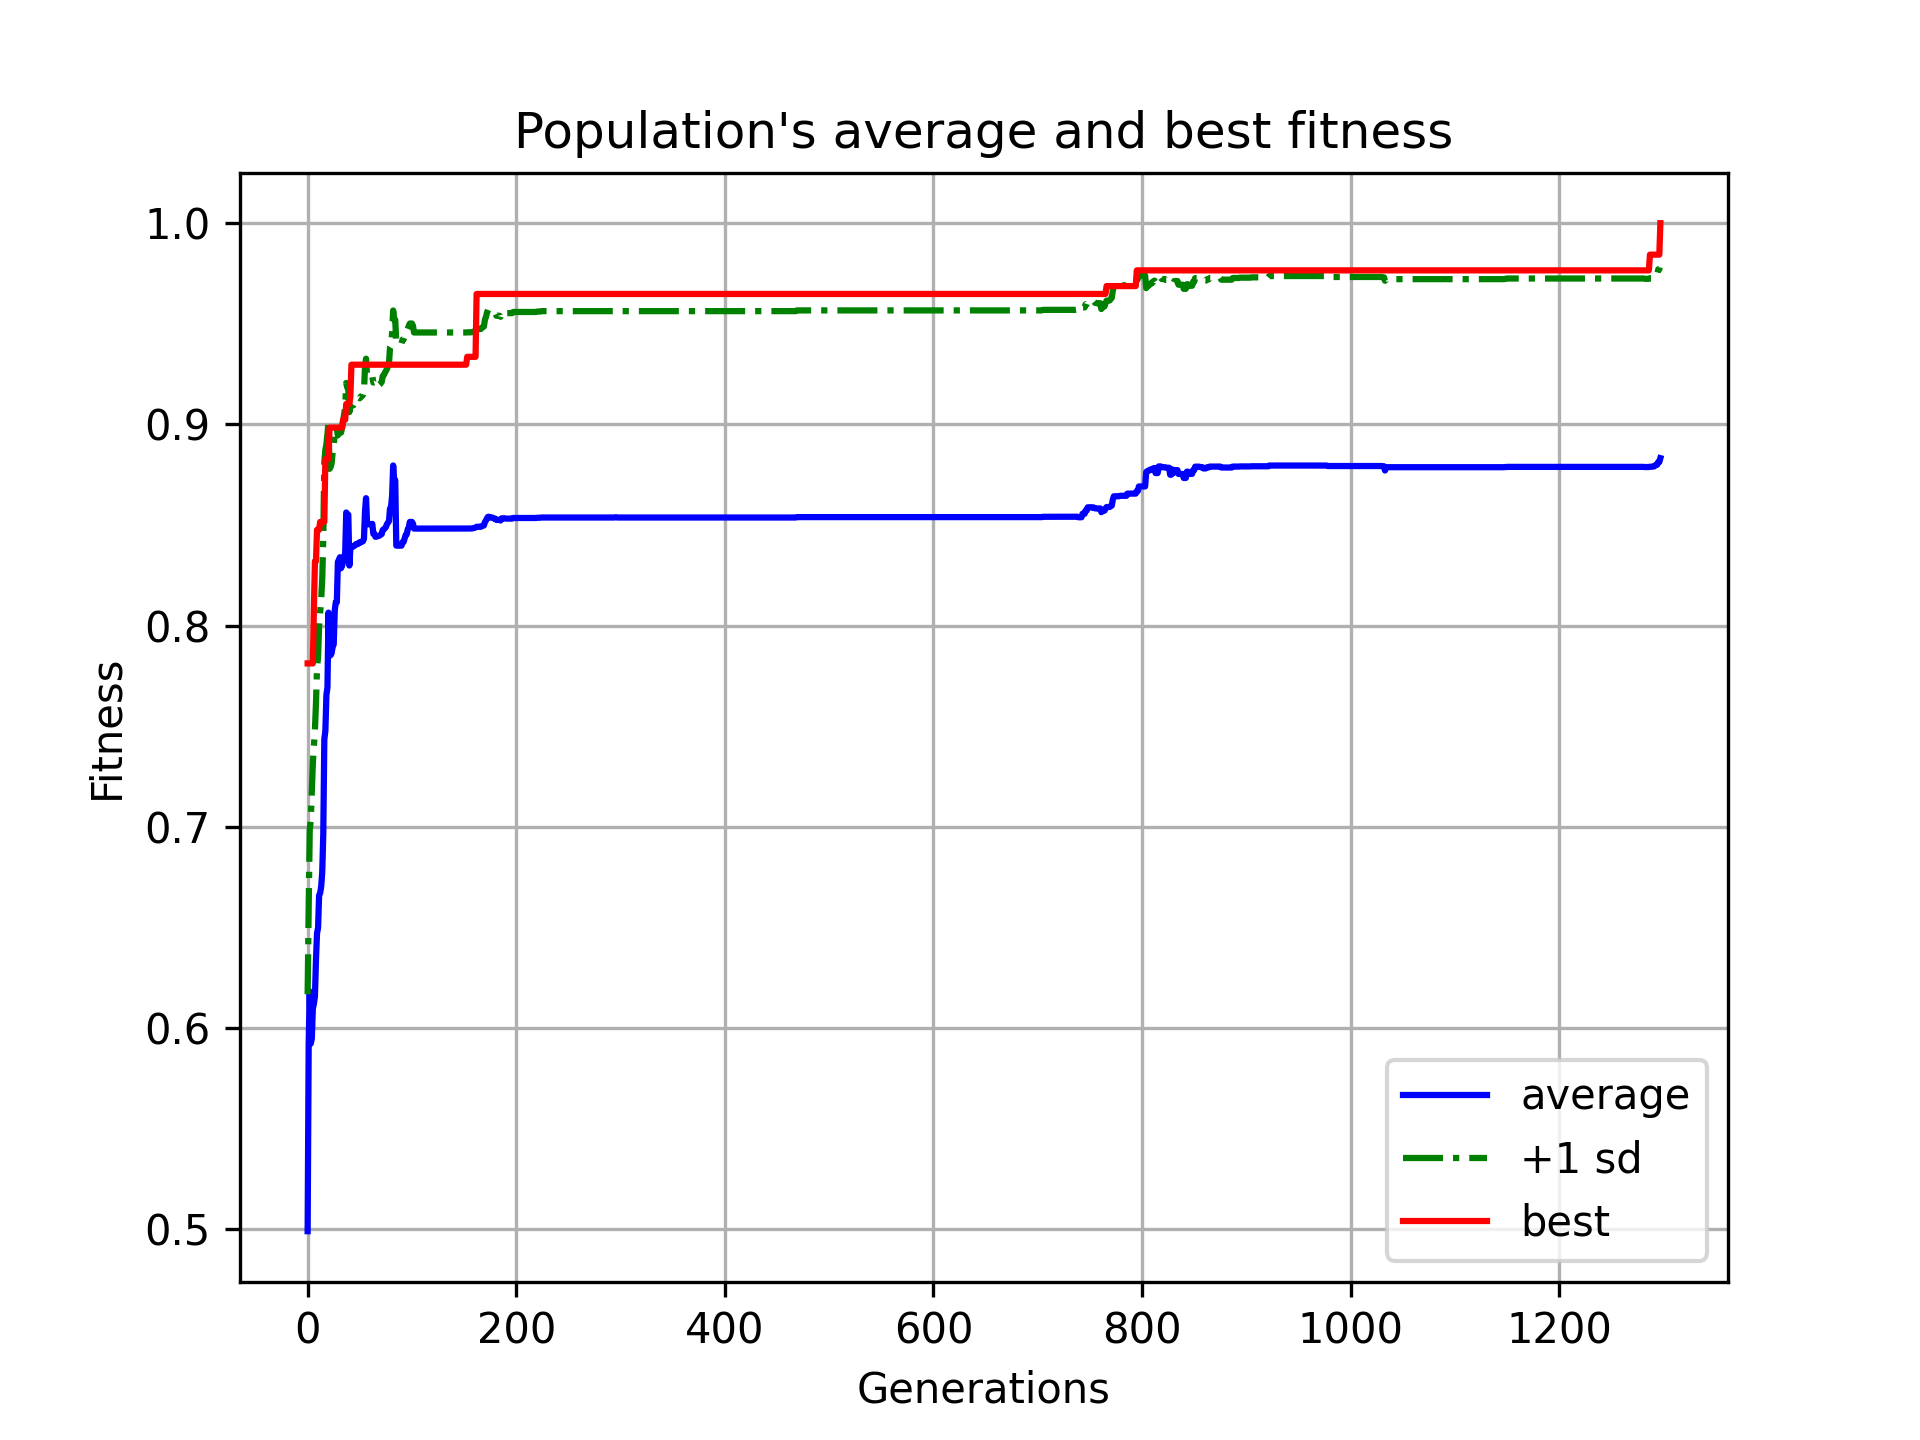 Population's average and best fitness
1.0
0.9
0.8
0.7
0.6
0.5
Fitness
0 200 400 600 800 1000 1200
Generations
average
+1 sd
best